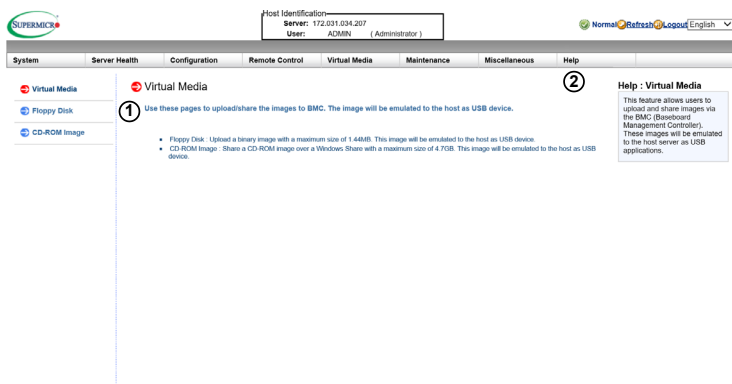 SUPERMICR
Host Identification
Server: 172.031.034.207
User: ADMIN ( Administrator )
Normal Refresh Logout English
System Server Health Configuration Remote Control Virtual Media Maintenance Miscellaneous Help
Virtual Media
Floppy Disk
CD-ROM Image
Virtual Media
1
Use these pages to upload/share the images to BMC. The image will be emulated to the host as USB device.
Floppy Disk : Upload a binary image with a maximum size of 1.44MB. This image will be emulated to the host as USB device.
CD-ROM Image : Share a CD-ROM image over a Windows Share with a maximum size of 4.7GB. This image will be emulated to the host as USB
device.
2
Help : Virtual Media
This feature allows users to
upload and share images via
the BMC (Baseboard
Management Controller).
These images will be emulated
to the host server as USB
applications.